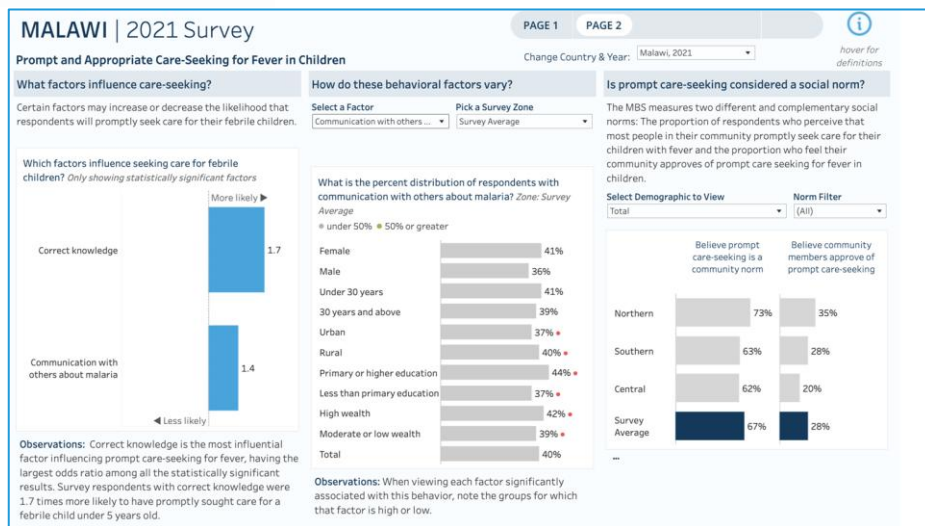 MALAWI | 2021 Survey
PAGE 1
PAGE 2
Change Country & Year:
Malawi, 2021
hover for
definitions
Prompt and Appropriate Care-Seeking for Fever in Children
What factors influence care-seeking?
Certain factors may increase or decrease the likelihood that
respondents will promptly seek care for their febrile children.
Which factors influence seeking care for febrile
children? Only showing statistically significant factors
More likely ▶
Correct knowledge
1.7
Communication with
others about malaria
1.4
◀ Less likely
Observations: Correct knowledge is the most influential
factor influencing prompt care-seeking for fever, having the
largest odds ratio among all the statistically significant
results. Survey respondents with correct knowledge were
1.7 times more likely to have promptly sought care for a
febrile child under 5 years old.
How do these behavioral factors vary?
Select a Factor
Pick a Survey Zone
Communication with others ...
Survey Average
What is the percent distribution of respondents with
communication with others about malaria? Zone: Survey
Average
● under 50% ● 50% or greater
Female 41%
Male 36%
Under 30 years 41%
30 years and above 39%
Urban 37%
Rural 40%
Primary or higher education 44%
Less than primary education 37%
High wealth 42%
Moderate or low wealth 39%
Total 40%
Observations: When viewing each factor significantly
associated with this behavior, note the groups for which
that factor is high or low.
Is prompt care-seeking considered a social norm?
The MBS measures two different and complementary social
norms: The proportion of respondents who perceive that
most people in their community promptly seek care for their
children with fever and the proportion who feel their
community approves of prompt care seeking for fever in
children.
Select Demographic to View
Norm Filter
Total
(All)
Believe prompt
care-seeking is a
community norm
Believe community
members approve of
prompt care-seeking
Northern 73% 35%
Southern 63% 28%
Central 62% 20%
Survey
Average 67% 28%
...